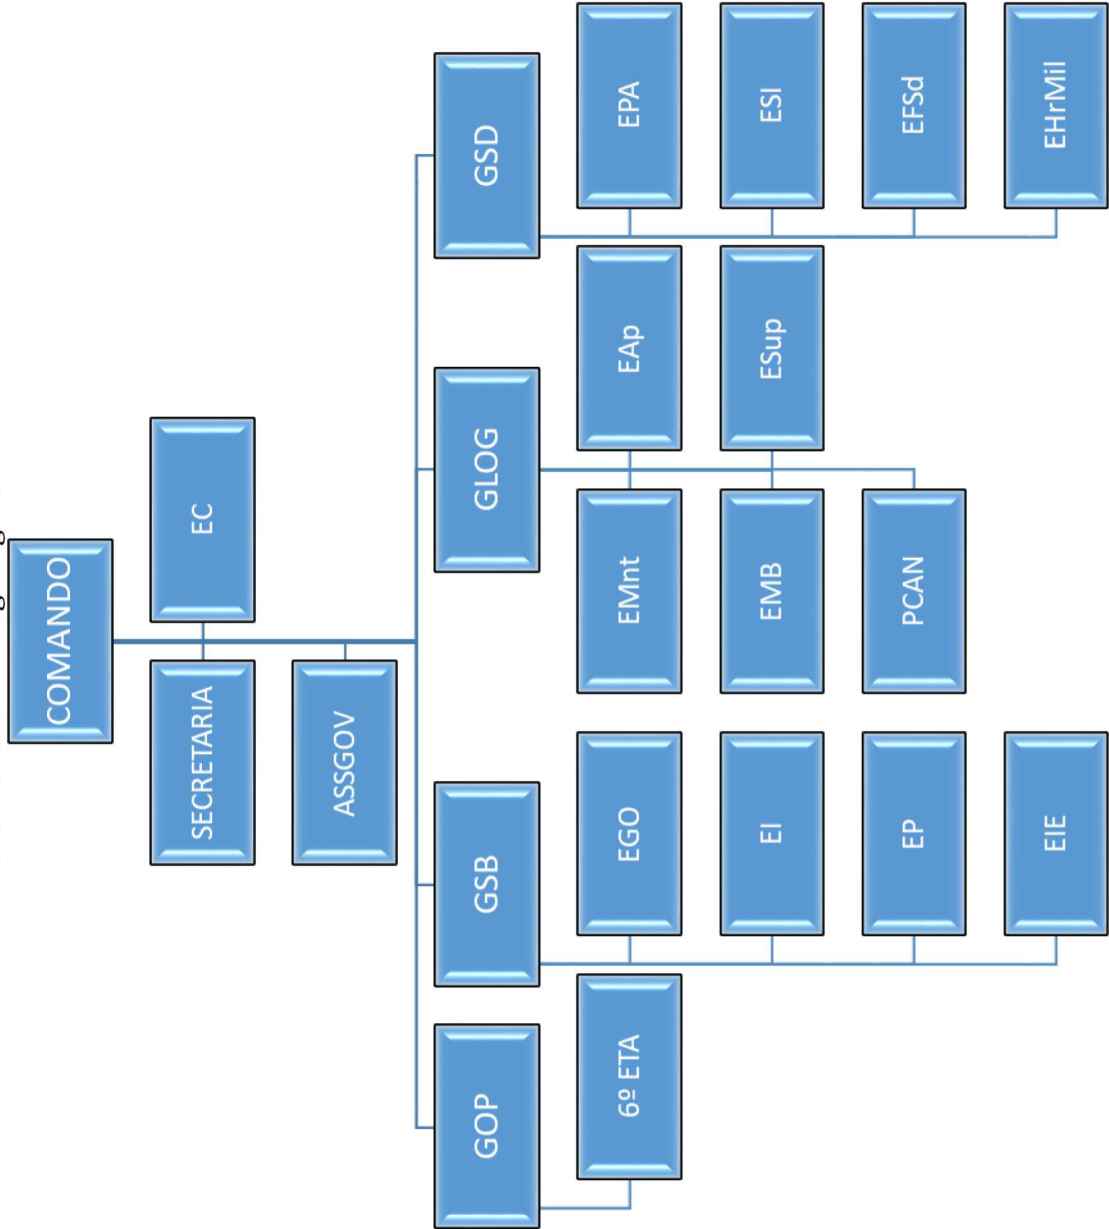 COMANDO
SECRETARIA
EC
ASSGOV
GOP
GSB
GLOG
GSD
6º ETA
EGO
EI
EP
EIE
EMnt
EAp
EMB
ESup
PCAN
EPA
ESI
EFSd
EHrMil